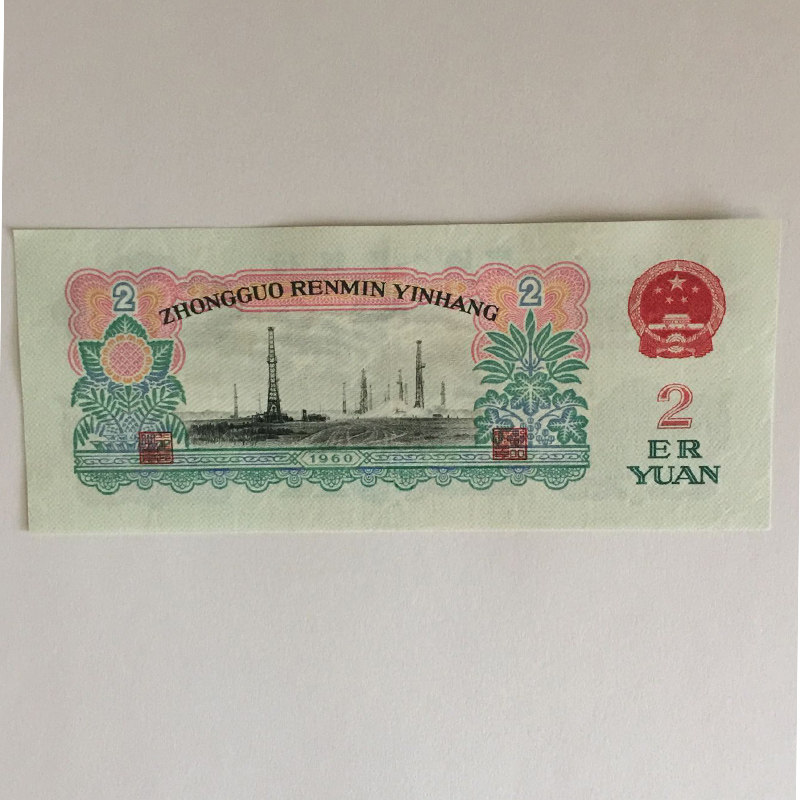 2
ZHONGGUO RENMIN YINHANG
2
1960
2
ER
YUAN